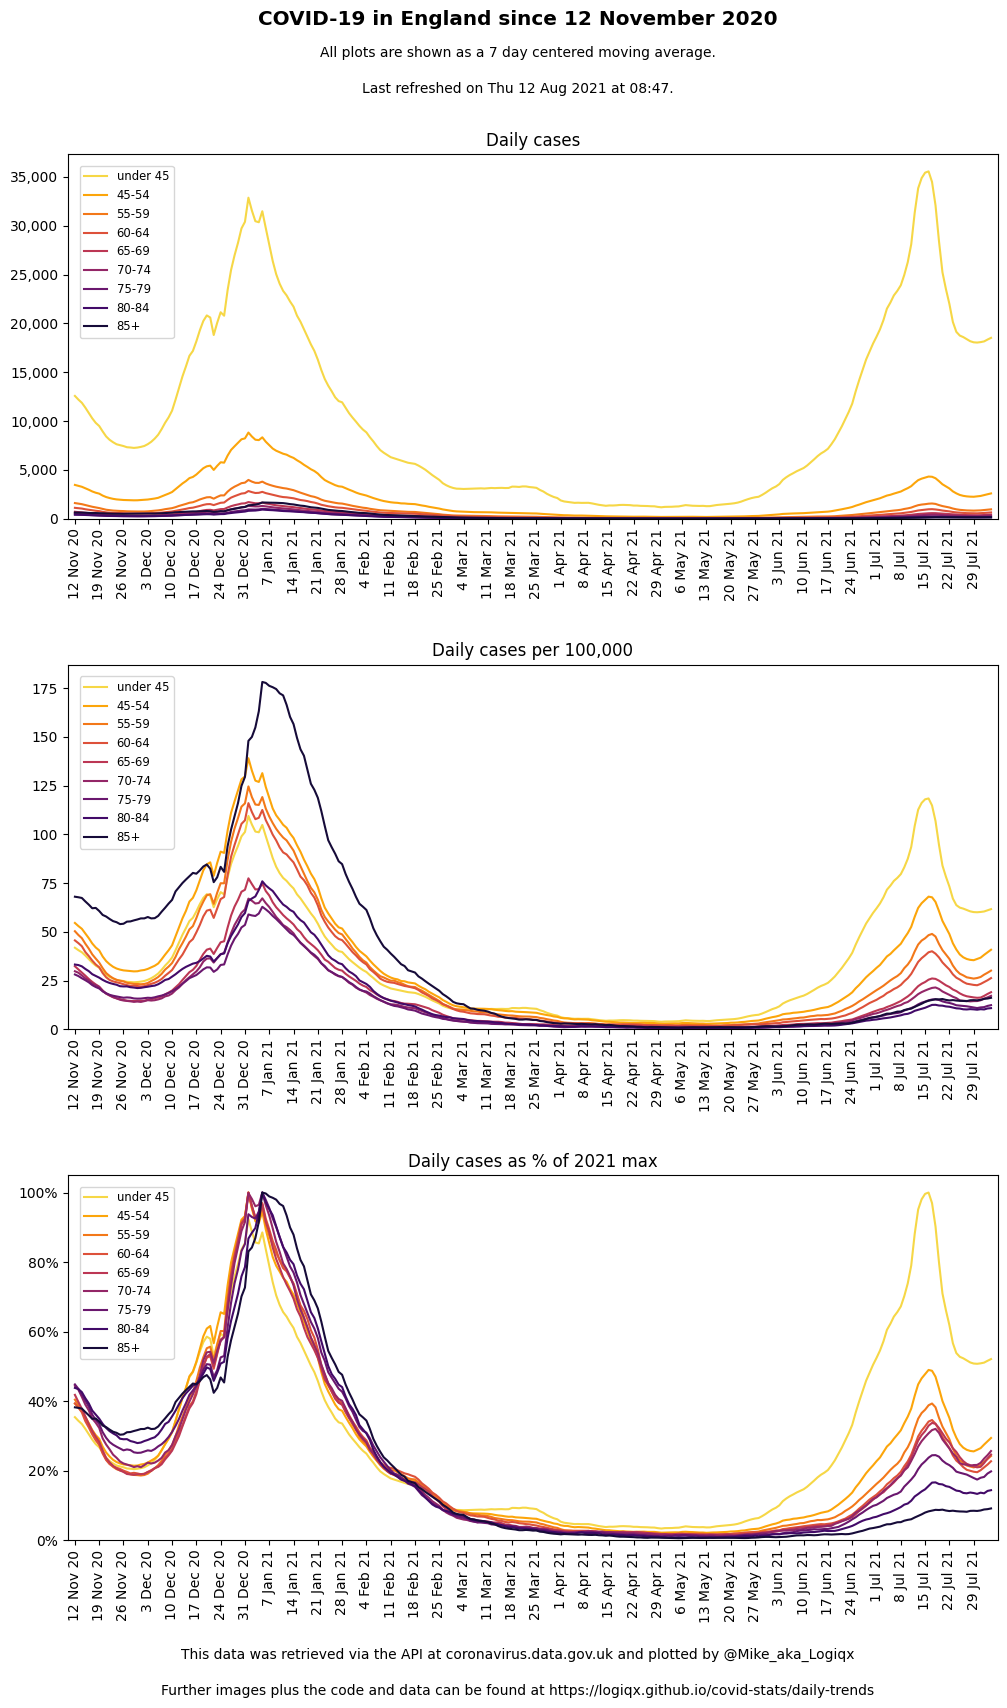 COVID-19 in England since 12 November 2020
All plots are shown as a 7 day centered moving average.
Last refreshed on Thu 12 Aug 2021 at 08:47.
Daily cases
35,000
30,000
25,000
20,000
15,000
10,000
5,000
0
under 45
45-54
55-59
60-64
65-69
70-74
75-79
80-84
85+
12 Nov 20
19 Nov 20
26 Nov 20
3 Dec 20
10 Dec 20
17 Dec 20
24 Dec 20
31 Dec 20
7 Jan 21
14 Jan 21
21 Jan 21
28 Jan 21
4 Feb 21
11 Feb 21
18 Feb 21
25 Feb 21
4 Mar 21
11 Mar 21
18 Mar 21
25 Mar 21
1 Apr 21
8 Apr 21
15 Apr 21
22 Apr 21
29 Apr 21
6 May 21
13 May 21
20 May 21
27 May 21
3 Jun 21
10 Jun 21
17 Jun 21
24 Jun 21
1 Jul 21
8 Jul 21
15 Jul 21
22 Jul 21
29 Jul 21
Daily cases per 100,000
175
150
125
100
75
50
25
0
under 45
45-54
55-59
60-64
65-69
70-74
75-79
80-84
85+
12 Nov 20
19 Nov 20
26 Nov 20
3 Dec 20
10 Dec 20
17 Dec 20
24 Dec 20
31 Dec 20
7 Jan 21
14 Jan 21
21 Jan 21
28 Jan 21
4 Feb 21
11 Feb 21
18 Feb 21
25 Feb 21
4 Mar 21
11 Mar 21
18 Mar 21
25 Mar 21
1 Apr 21
8 Apr 21
15 Apr 21
22 Apr 21
29 Apr 21
6 May 21
13 May 21
20 May 21
27 May 21
3 Jun 21
10 Jun 21
17 Jun 21
24 Jun 21
1 Jul 21
8 Jul 21
15 Jul 21
22 Jul 21
29 Jul 21
Daily cases as % of 2021 max
100%
80%
60%
40%
20%
0%
under 45
45-54
55-59
60-64
65-69
70-74
75-79
80-84
85+
12 Nov 20
19 Nov 20
26 Nov 20
3 Dec 20
10 Dec 20
17 Dec 20
24 Dec 20
31 Dec 20
7 Jan 21
14 Jan 21
21 Jan 21
28 Jan 21
4 Feb 21
11 Feb 21
18 Feb 21
25 Feb 21
4 Mar 21
11 Mar 21
18 Mar 21
25 Mar 21
1 Apr 21
8 Apr 21
15 Apr 21
22 Apr 21
29 Apr 21
6 May 21
13 May 21
20 May 21
27 May 21
3 Jun 21
10 Jun 21
17 Jun 21
24 Jun 21
1 Jul 21
8 Jul 21
15 Jul 21
22 Jul 21
29 Jul 21
This data was retrieved via the API at coronavirus.data.gov.uk and plotted by @Mike_aka_Logiqx
Further images plus the code and data can be found at https://logiqx.github.io/covid-stats/daily-trends